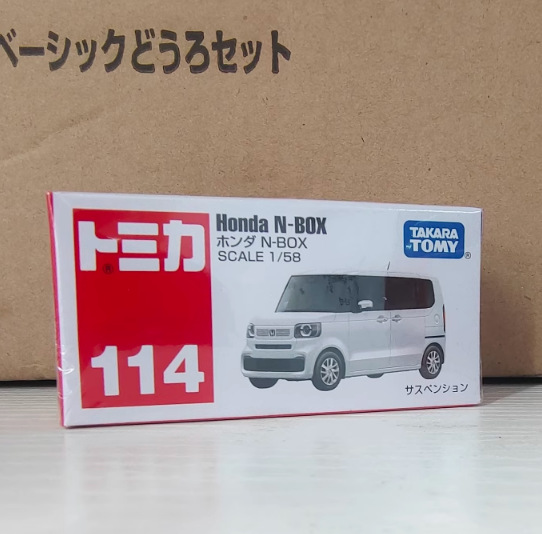 ベーシックどうろセット
トミカ
®
114
Honda N-BOX
ホンダ N-BOX
SCALE 1/58
TAKARA
TOMY
®
サスペンション